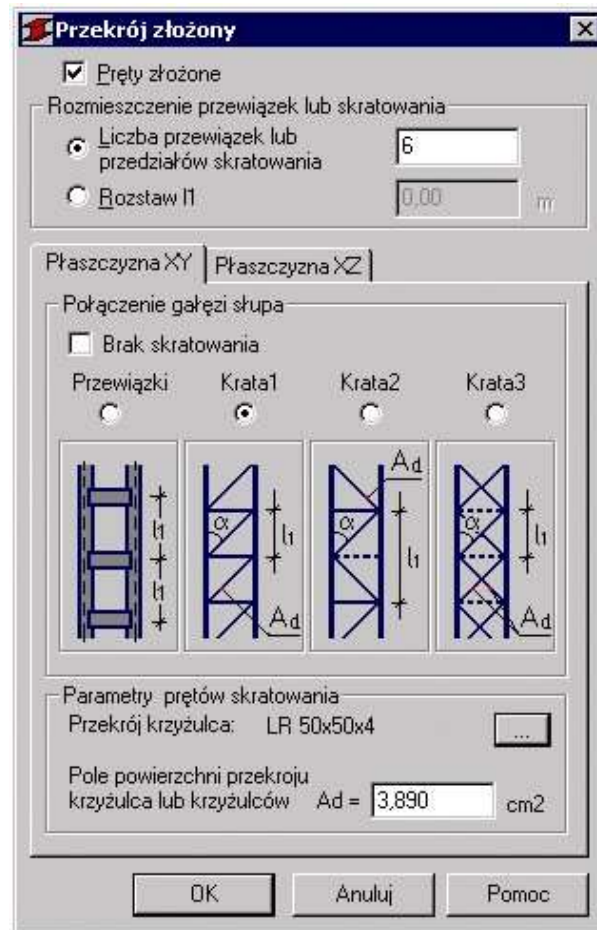 Przekrój złożony
Pręty złożone
Rozmieszczenie przewiązek lub skratowania
Liczba przewiązek lub
przedziałów skratowania
6
Rozstaw l1
0,00
m
Płaszczyzna XY
Płaszczyzna XZ
Połączenie gałęzi słupa
Brak skratowania
Przewiązki
Krata1
Krata2
Krata3
l1
l1
α
Ad
α
Ad
l1
α
l1
Ad
l1
Parametry prętów skratowania
Przekrój krzyżulca: LR 50x50x4
...
Pole powierzchni przekroju
krzyżulca lub krzyżulców Ad = 3,890 cm2
OK
Anuluj
Pomoc